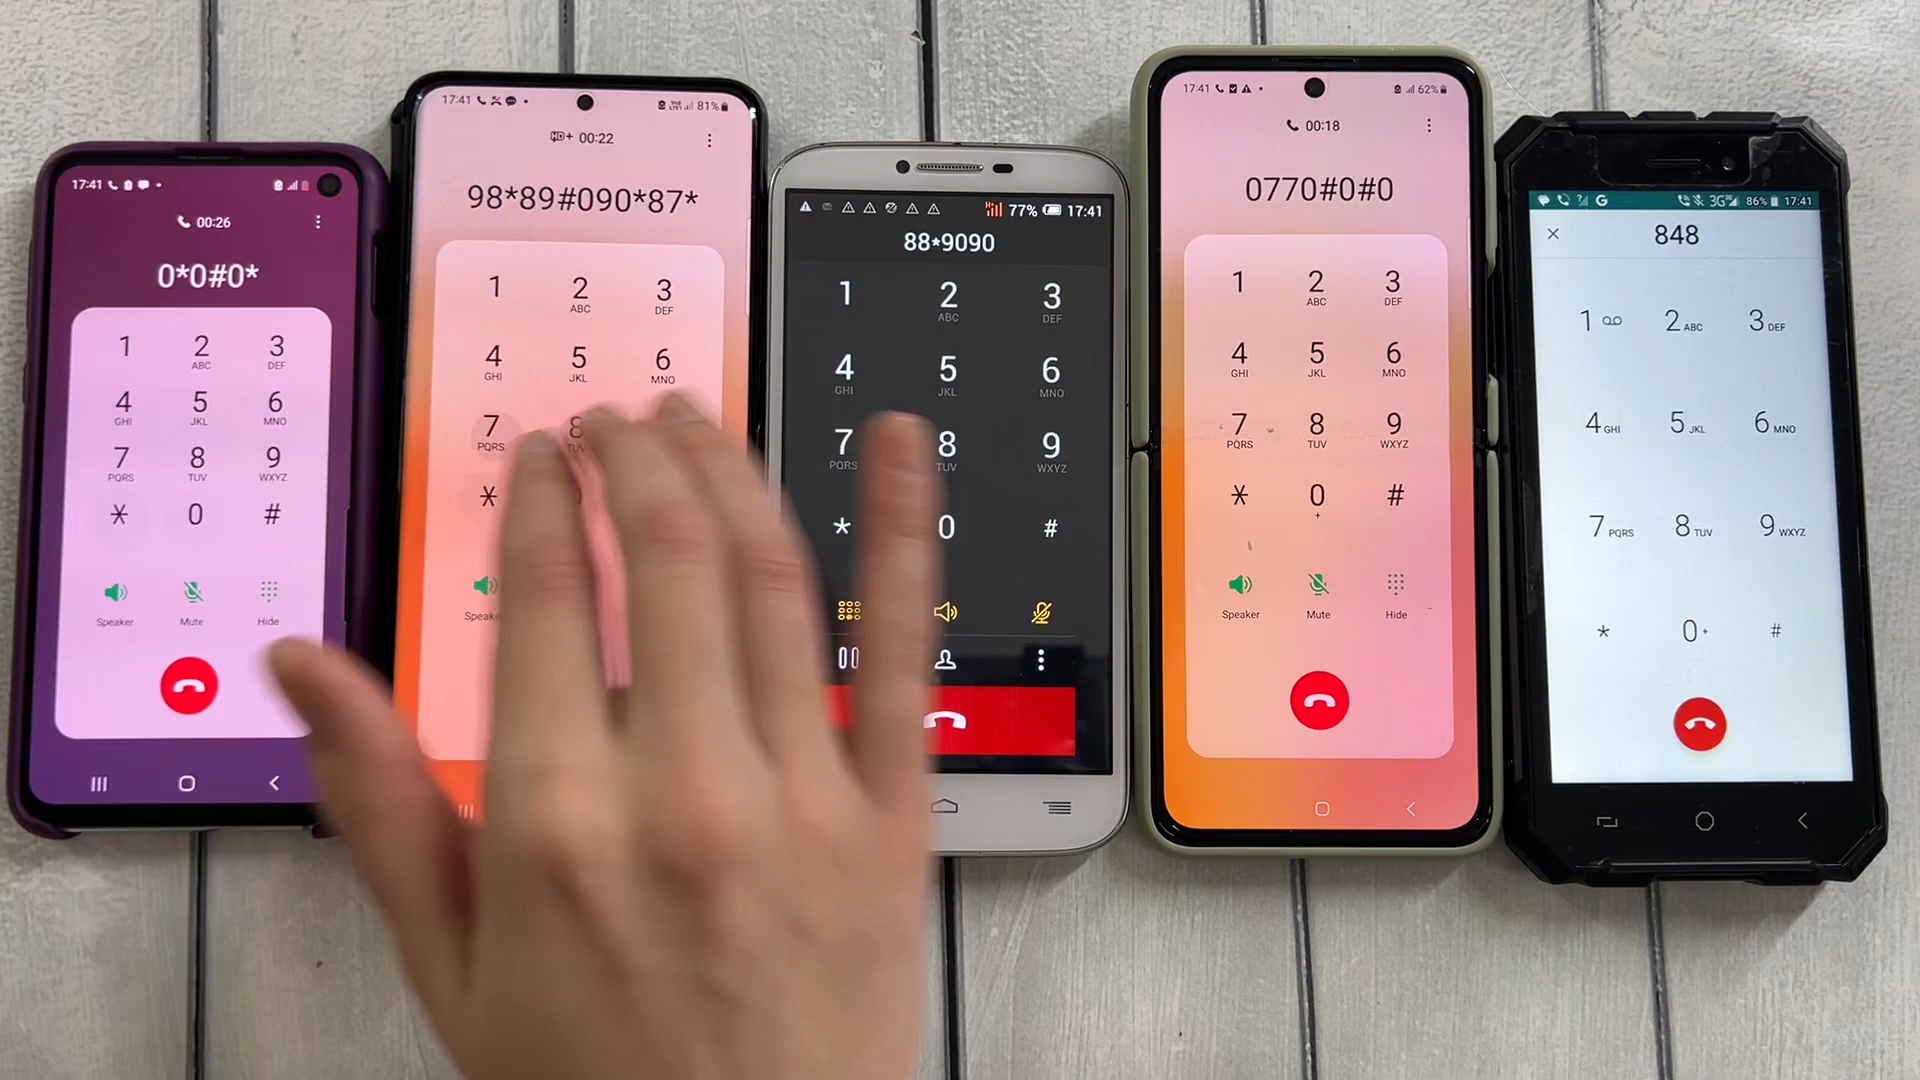 17:41
00:26
0*0#0*
1 2 3
ABC DEF
4 5 6
GHI JKL MNO
7 8 9
PQRS TUV WXYZ
* 0 #
Speaker Mute Hide
17:41 81%
HD+ 00:22
98*89#090*87*
1 2 3
ABC DEF
4 5 6
GHI JKL MNO
7 8
PQRS
*
77% 17:41
88*9090
1 2 3
ABC DEF
4 5 6
GHI JKL MNO
7 8 9
PQRS TUV WXYZ
* 0 #
17:41 62%
00:18
0770#0#0
1 2 3
ABC DEF
4 5 6
GHI JKL MNO
7 8 9
PQRS TUV WXYZ
* 0 #
+
Speaker Mute Hide
G 3G 86% 17:41
848
1 2 ABC 3 DEF
4 GHI 5 JKL 6 MNO
7 PQRS 8 TUV 9 WXYZ
* 0 + #